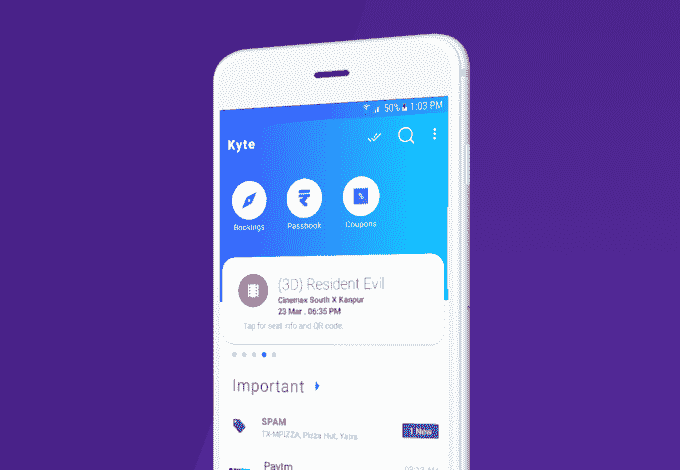 50% 1:03 PM
Kyte
Bookings Passbook Coupons
(3D) Resident Evil
Cinemax South X Kanpur
23 Mar . 06:35 PM
Tap for seat info and QR code.
Important
SPAM
TX-MPIZZA, Pizza Hut, Yatra
1 New
Paytm